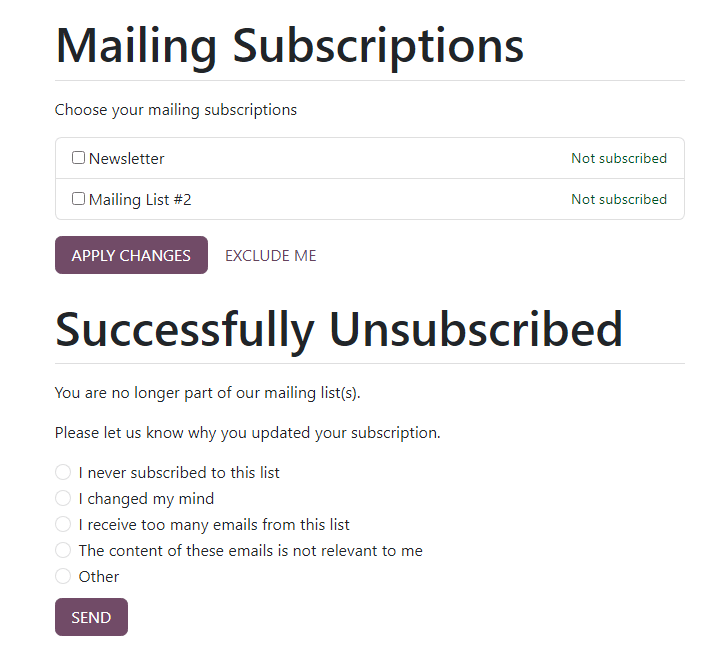 Mailing Subscriptions
Choose your mailing subscriptions
Newsletter Not subscribed
Mailing List #2 Not subscribed
APPLY CHANGES EXCLUDE ME
Successfully Unsubscribed
You are no longer part of our mailing list(s).
Please let us know why you updated your subscription.
I never subscribed to this list
I changed my mind
I receive too many emails from this list
The content of these emails is not relevant to me
Other
SEND